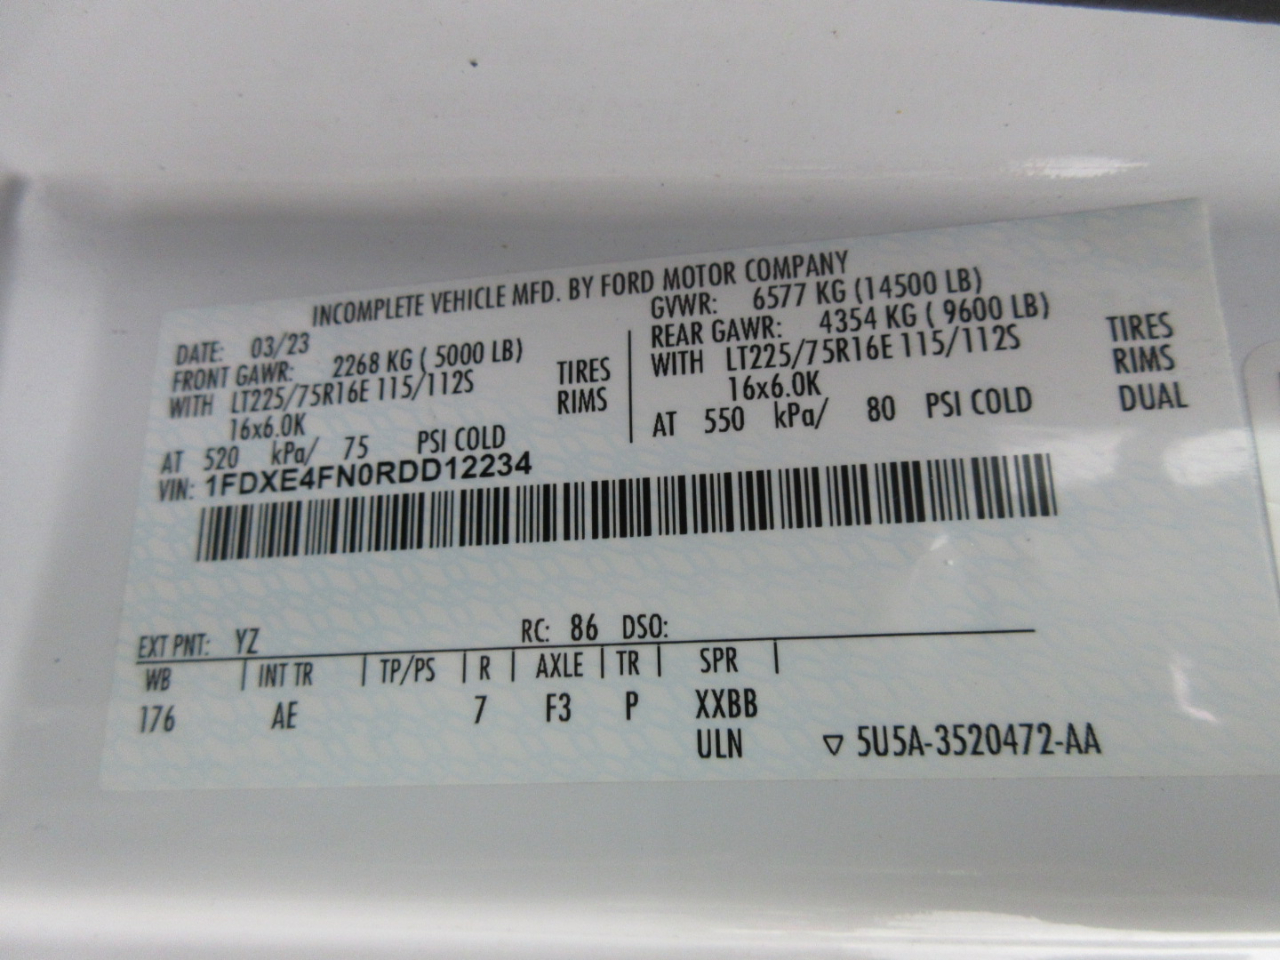 INCOMPLETE VEHICLE MFD. BY FORD MOTOR COMPANY
DATE: 03/23
FRONT GAWR: 2268 KG ( 5000 LB)
WITH LT225/75R16E 115/112S TIRES
16x6.0K RIMS
AT 520 kPa/ 75 PSI COLD
GVWR: 6577 KG (14500 LB)
REAR GAWR: 4354 KG ( 9600 LB)
WITH LT225/75R16E 115/112S TIRES
16x6.0K RIMS
AT 550 kPa/ 80 PSI COLD DUAL
VIN: 1FDXE4FN0RDD12234
EXT PNT: YZ RC: 86 DSO:
WB | INT TR | TP/PS | R | AXLE | TR | SPR |
176 AE 7 F3 P XXBB
ULN ▽ 5U5A-3520472-AA